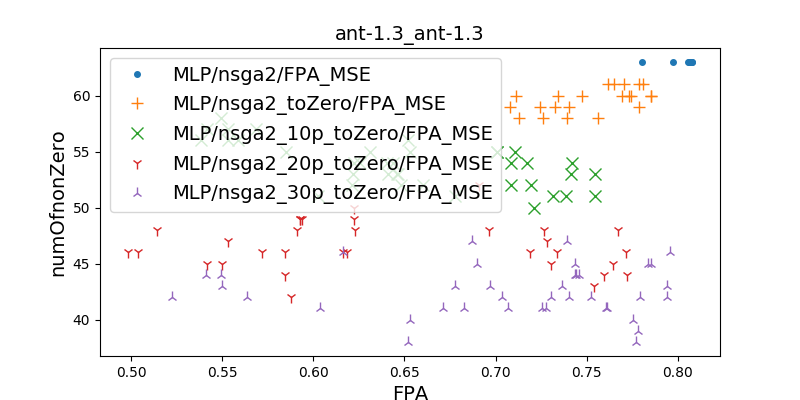 ant-1.3_ant-1.3
MLP/nsga2/FPA_MSE
MLP/nsga2_toZero/FPA_MSE
MLP/nsga2_10p_toZero/FPA_MSE
MLP/nsga2_20p_toZero/FPA_MSE
MLP/nsga2_30p_toZero/FPA_MSE
numOfnonZero
60
55
50
45
40
0.50 0.55 0.60 0.65 0.70 0.75 0.80
FPA